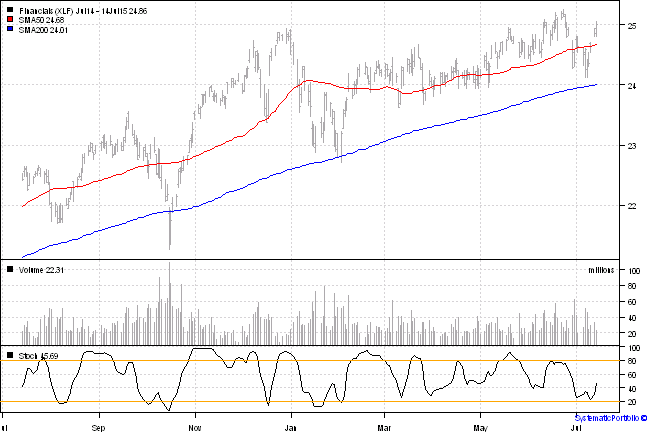 Financials (XLF) Jul14 - 14Jul15 24.86
SMA50 24.68
SMA200 24.01
25
24
23
22
Volume 22.31
millions
100
80
60
40
20
Stoch 45.69
100
80
60
40
20
ul Sep Nov Jan Mar May Jul
SystematicPortfolio ©